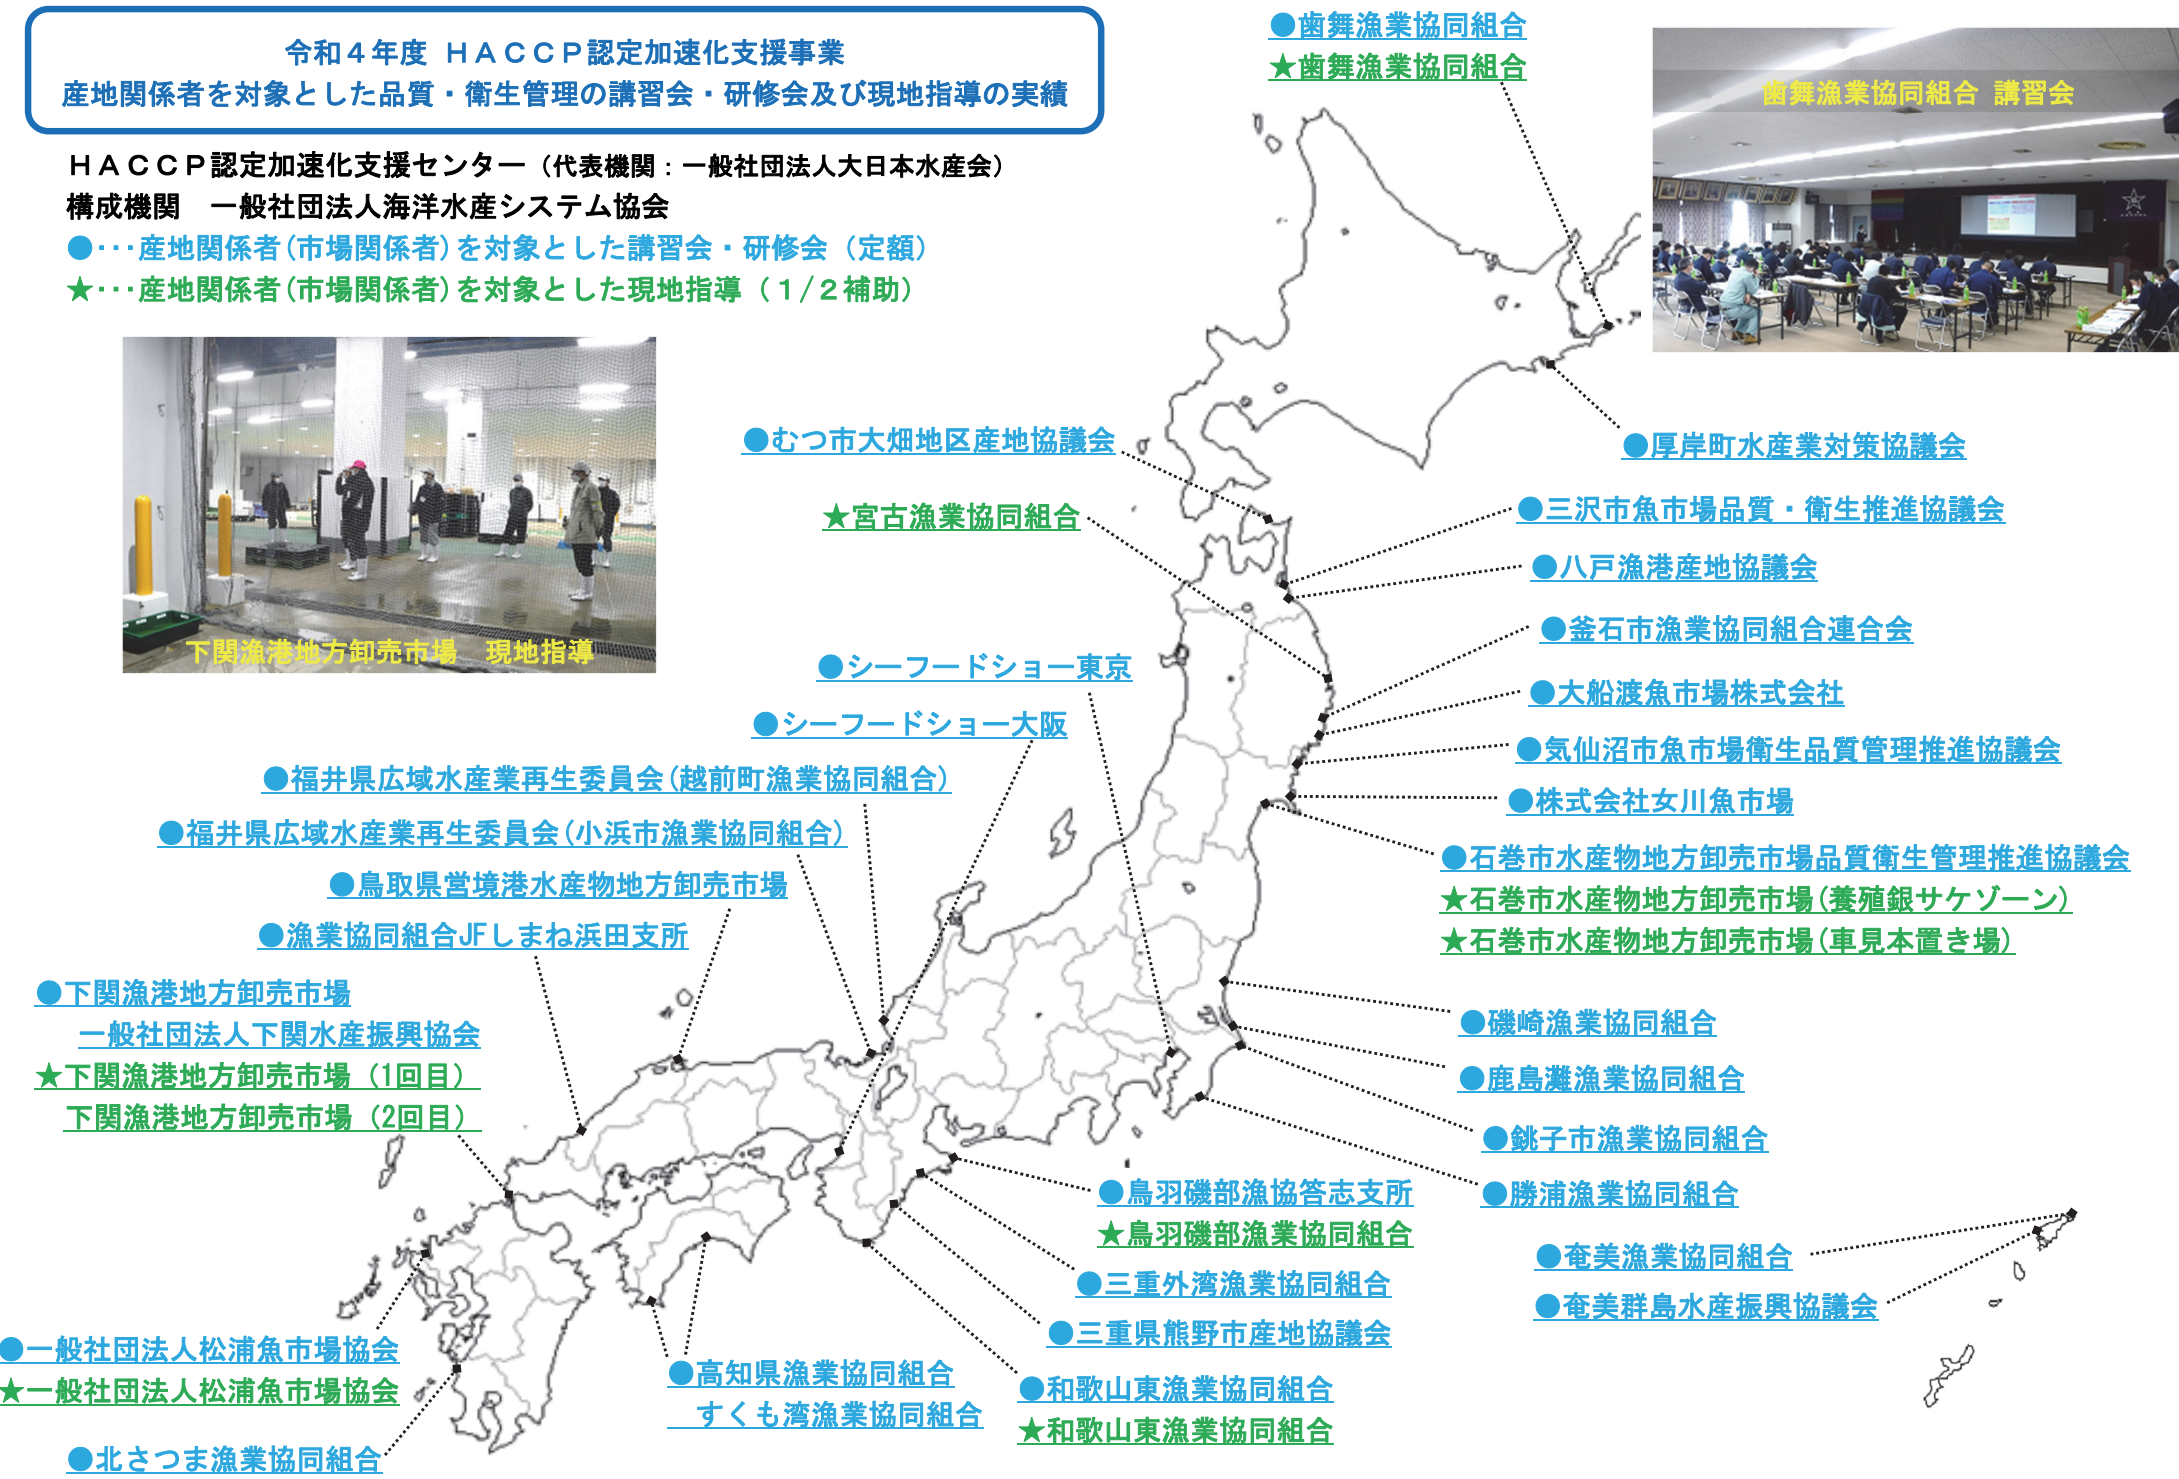 令和４年度 ＨＡＣＣＰ認定加速化支援事業
産地関係者を対象とした品質・衛生管理の講習会・研修会及び現地指導の実績
ＨＡＣＣＰ認定加速化支援センター（代表機関：一般社団法人大日本水産会）
構成機関　一般社団法人海洋水産システム協会
●･･･産地関係者(市場関係者)を対象とした講習会・研修会（定額）
★･･･産地関係者(市場関係者)を対象とした現地指導（１/２補助）
●歯舞漁業協同組合
★歯舞漁業協同組合
歯舞漁業協同組合 講習会
下関漁港地方卸売市場　現地指導
●むつ市大畑地区産地協議会
★宮古漁業協同組合
●シーフードショー東京
●シーフードショー大阪
●福井県広域水産業再生委員会(越前町漁業協同組合)
●福井県広域水産業再生委員会(小浜市漁業協同組合)
●鳥取県営境港水産物地方卸売市場
●漁業協同組合JFしまね浜田支所
●下関漁港地方卸売市場
一般社団法人下関水産振興協会
★下関漁港地方卸売市場（1回目）
下関漁港地方卸売市場（2回目）
●一般社団法人松浦魚市場協会
★一般社団法人松浦魚市場協会
●北さつま漁業協同組合
●厚岸町水産業対策協議会
●三沢市魚市場品質・衛生推進協議会
●八戸漁港産地協議会
●釜石市漁業協同組合連合会
●大船渡魚市場株式会社
●気仙沼市魚市場衛生品質管理推進協議会
●株式会社女川魚市場
●石巻市水産物地方卸売市場品質衛生管理推進協議会
★石巻市水産物地方卸売市場(養殖銀サケゾーン)
★石巻市水産物地方卸売市場(車見本置き場)
●磯崎漁業協同組合
●鹿島灘漁業協同組合
●銚子市漁業協同組合
●勝浦漁業協同組合
●鳥羽磯部漁協答志支所
★鳥羽磯部漁業協同組合
●三重外湾漁業協同組合
●三重県熊野市産地協議会
●和歌山東漁業協同組合
★和歌山東漁業協同組合
●高知県漁業協同組合
すくも湾漁業協同組合
●奄美漁業協同組合
●奄美群島水産振興協議会